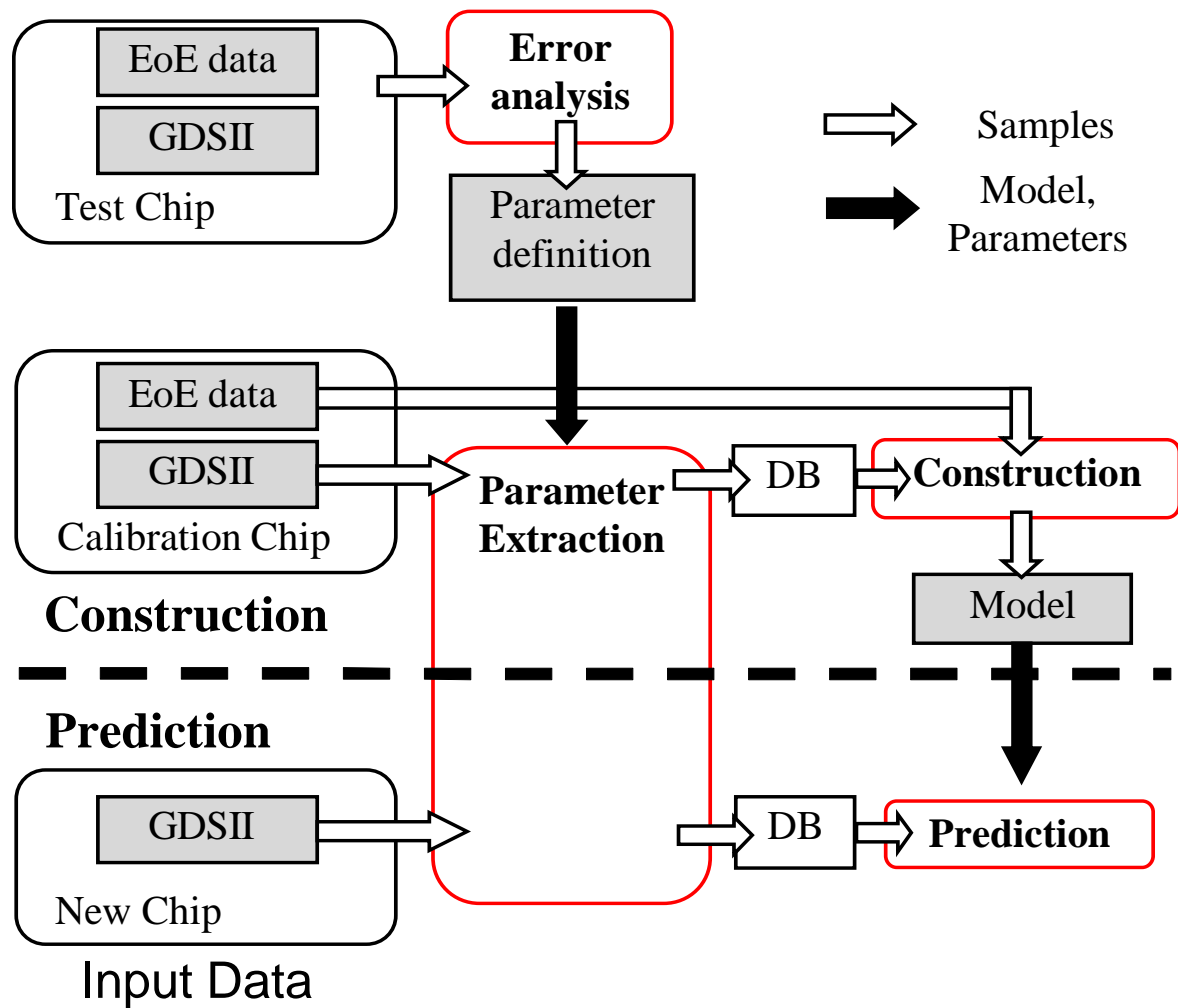 EoE data
GDSII
Test Chip
Error
analysis
Parameter
definition
Samples
Model,
Parameters
EoE data
GDSII
Calibration Chip
Parameter
Extraction
DB
Construction
Model
Construction
Prediction
GDSII
New Chip
DB
Prediction
Input Data